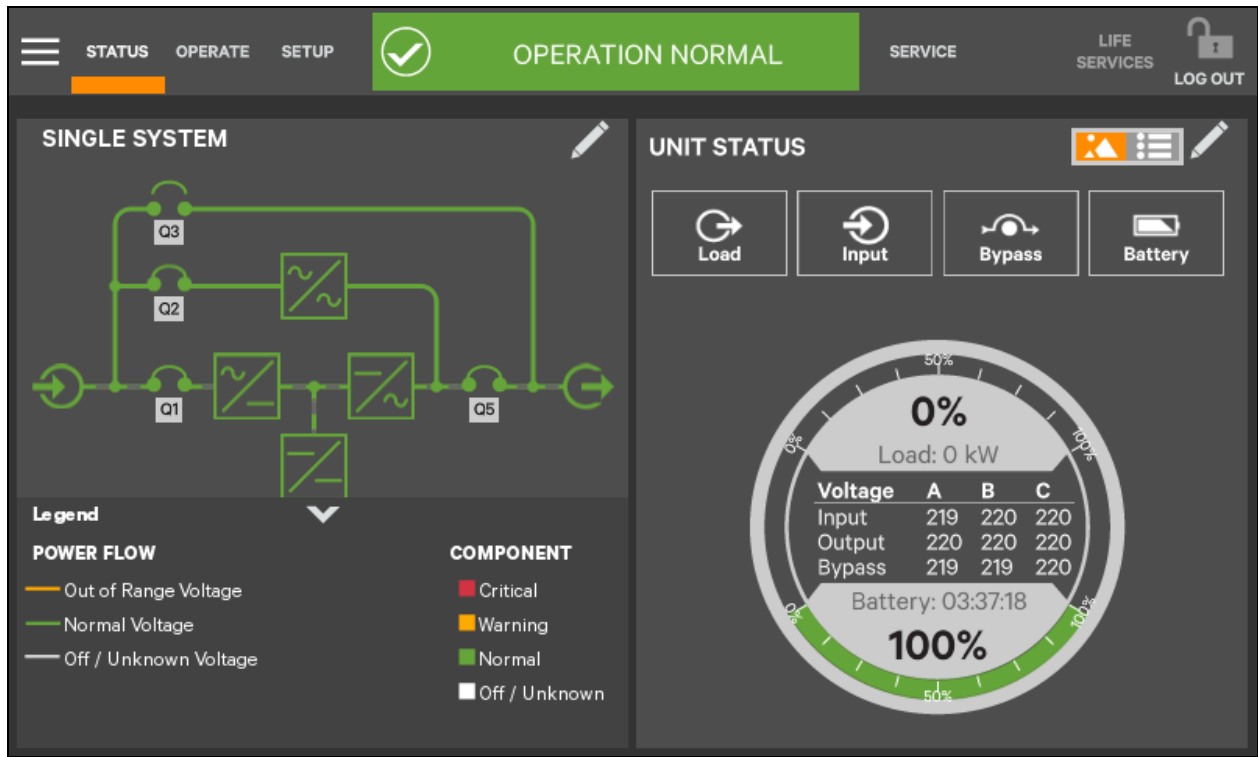 STATUS OPERATE SETUP
OPERATION NORMAL
SERVICE
LIFE
SERVICES
LOG OUT
SINGLE SYSTEM
Q3
Q2
Q1
Q5
Legend
POWER FLOW
Out of Range Voltage
Normal Voltage
Off / Unknown Voltage
COMPONENT
Critical
Warning
Normal
Off / Unknown
UNIT STATUS
Load Input Bypass Battery
50%
0%
100%
0%
Load: 0 kW
Voltage A B C
Input 219 220 220
Output 220 220 220
Bypass 219 219 220
Battery: 03:37:18
0%
100%
100%
50%